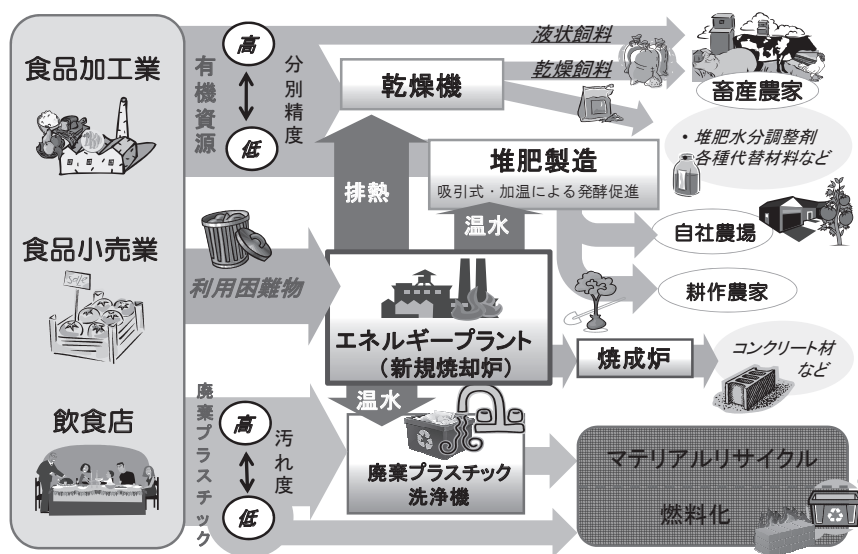 食品加工業
食品小売業
飲食店
有機資源
高
低
分別精度
液状飼料
乾燥飼料
乾燥機
畜産農家
・堆肥水分調整剤
各種代替材料など
堆肥製造
吸引式・加温による発酵促進
排熱
温水
自社農場
耕作農家
利用困難物
Sale
エネルギープラント
（新規焼却炉）
焼成炉
コンクリート材
など
温水
廃棄プラスチック
高
低
汚れ度
廃棄プラスチック
洗浄機
マテリアルリサイクル
燃料化